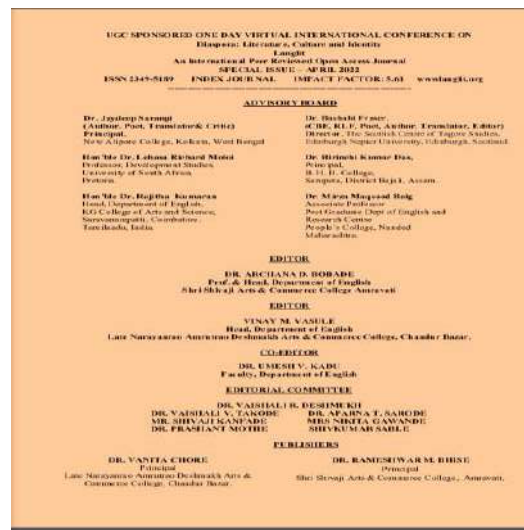 UGC SPONSORED ONE DAY VIRTUAL INTERNATIONAL CONFERENCE ON
Diaspora: Literature, Culture and Identity
Langlit
An International Peer Reviewed Open Access Journal
SPECIAL ISSUE – APRIL 2022
ISSN 2349-5189 INDEX JOURNAL IMPACT FACTOR: 5.61 www.langlit.org
ADVISORY BOARD
Dr. Jaydeep Sarangi
(Author, Poet, Translator& Critic)
Principal,
New Alipore College, Kolkata, West Bengal
Hon'ble Dr. Lehasa Richard Moloi
Professor, Development Studies,
University of South Africa,
Pretoria.
Hon'ble Dr. Rajitha Kumaran
Head, Department of English,
KG College of Arts and Science,
Saravanampatti, Coimbatore,
Tamilnadu, India.
Dr. Bashabi Fraser,
(CBE, RLF, Poet, Author, Translator, Editor)
Director, The Scottish Centre of Tagore Studies,
Edinburgh Napier University, Edinburgh, Scotland.
Dr. Birinchi Kumar Das,
Principal,
B. H. B. College,
Sarupeta, District Bajali, Assam.
Dr. Mirza Maqsood Baig
Associate Professor
Post Graduate Dept of English and
Research Centre
People's College, Nanded
Maharashtra.
EDITOR
DR. ARCHANA D. BOBADE
Prof. & Head, Department of English
Shri Shivaji Arts & Commerce College Amravati
EDITOR
VINAY M. VASULE
Head, Department of English
Late Narayanrao Amrutrao Deshmukh Arts & Commerce College, Chandur Bazar.
CO-EDITOR
DR. UMESH V. KADU
Faculty, Department of English
EDITORIAL COMMITTEE
DR. VAISHALI R. DESHMUKH
DR. VAISHALI V. TAKODE DR. APARNA T. SARODE
MR. SHIVAJI KANFADE MRS NIKITA GAWANDE
DR. PRASHANT MOTHE SHIVKUMAR SABLE
PUBLISHERS
DR. VANITA CHORE
Principal
Late Narayanrao Amrutrao Deshmukh Arts &
Commerce College, Chandur Bazar.
DR. RAMESHWAR M. BHISE
Principal
Shri Shivaji Arts & Commerce College, Amravati.